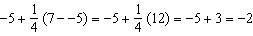 −5 + 1/4 (7 − −5) = −5 + 1/4 (12) = −5 + 3 = −2